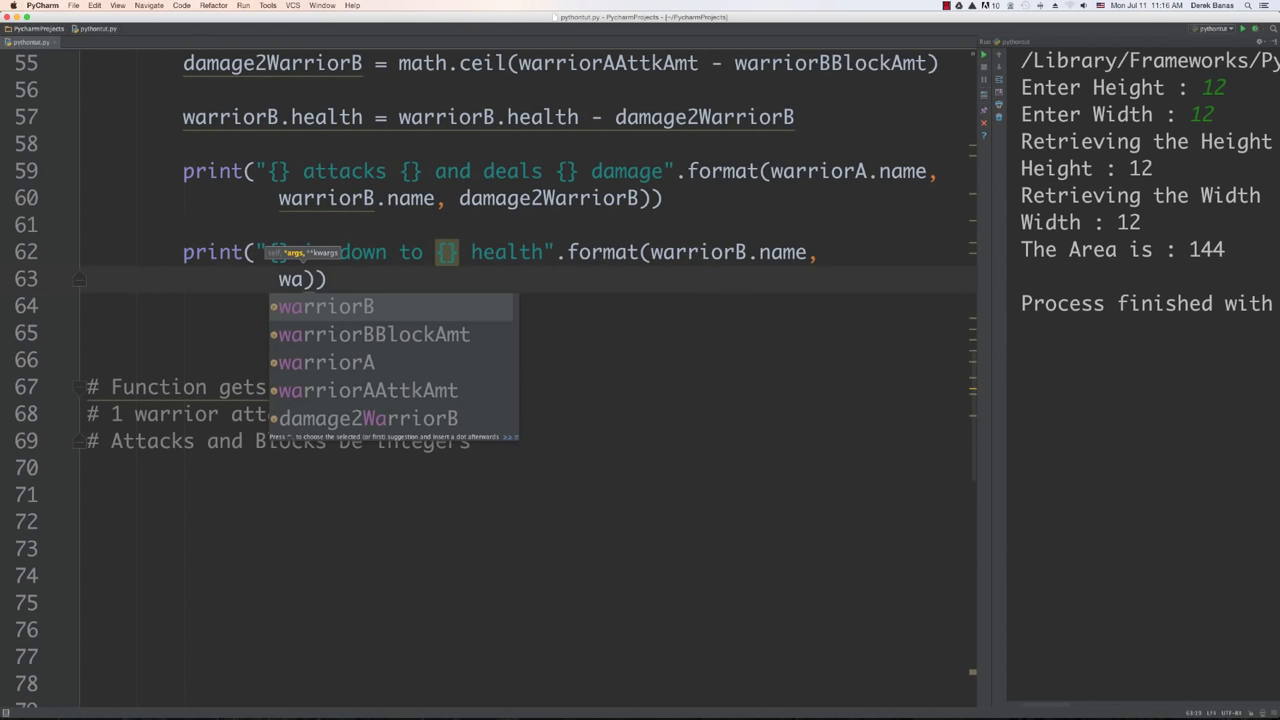 PyCharm File Edit View Navigate Code Refactor Run Tools VCS Window Help 10 Mon Jul 11 11:16 AM Derek Banas
pythontut.py - PycharmProjects - [~/PycharmProjects]
PycharmProjects pythontut.py pythontut
pythontut.py Run pythontut
55 damage2WarriorB = math.ceil(warriorAAttkAmt - warriorBBlockAmt)
56
57 warriorB.health = warriorB.health - damage2WarriorB
58
59 print("{} attacks {} and deals {} damage".format(warriorA.name,
60 warriorB.name, damage2WarriorB))
61
62 print("{} down to {} health".format(warriorB.name,
self, *args, **kwargs
63 wa))
warriorB
64
warriorBBlockAmt
65
warriorA
66
warriorAAttkAmt
67 # Function gets
damage2WarriorB
68 # 1 warrior att
Press ^. to choose the selected (or first) suggestion and insert a dot afterwards >>
69 # Attacks and Blocks be integers
70
71
72
73
74
75
76
77
78
/Library/Frameworks/Py
Enter Height : 12
Enter Width : 12
Retrieving the Height
Height : 12
Retrieving the Width
Width : 12
The Area is : 144
Process finished with
63:19 LF÷ UTF-8÷